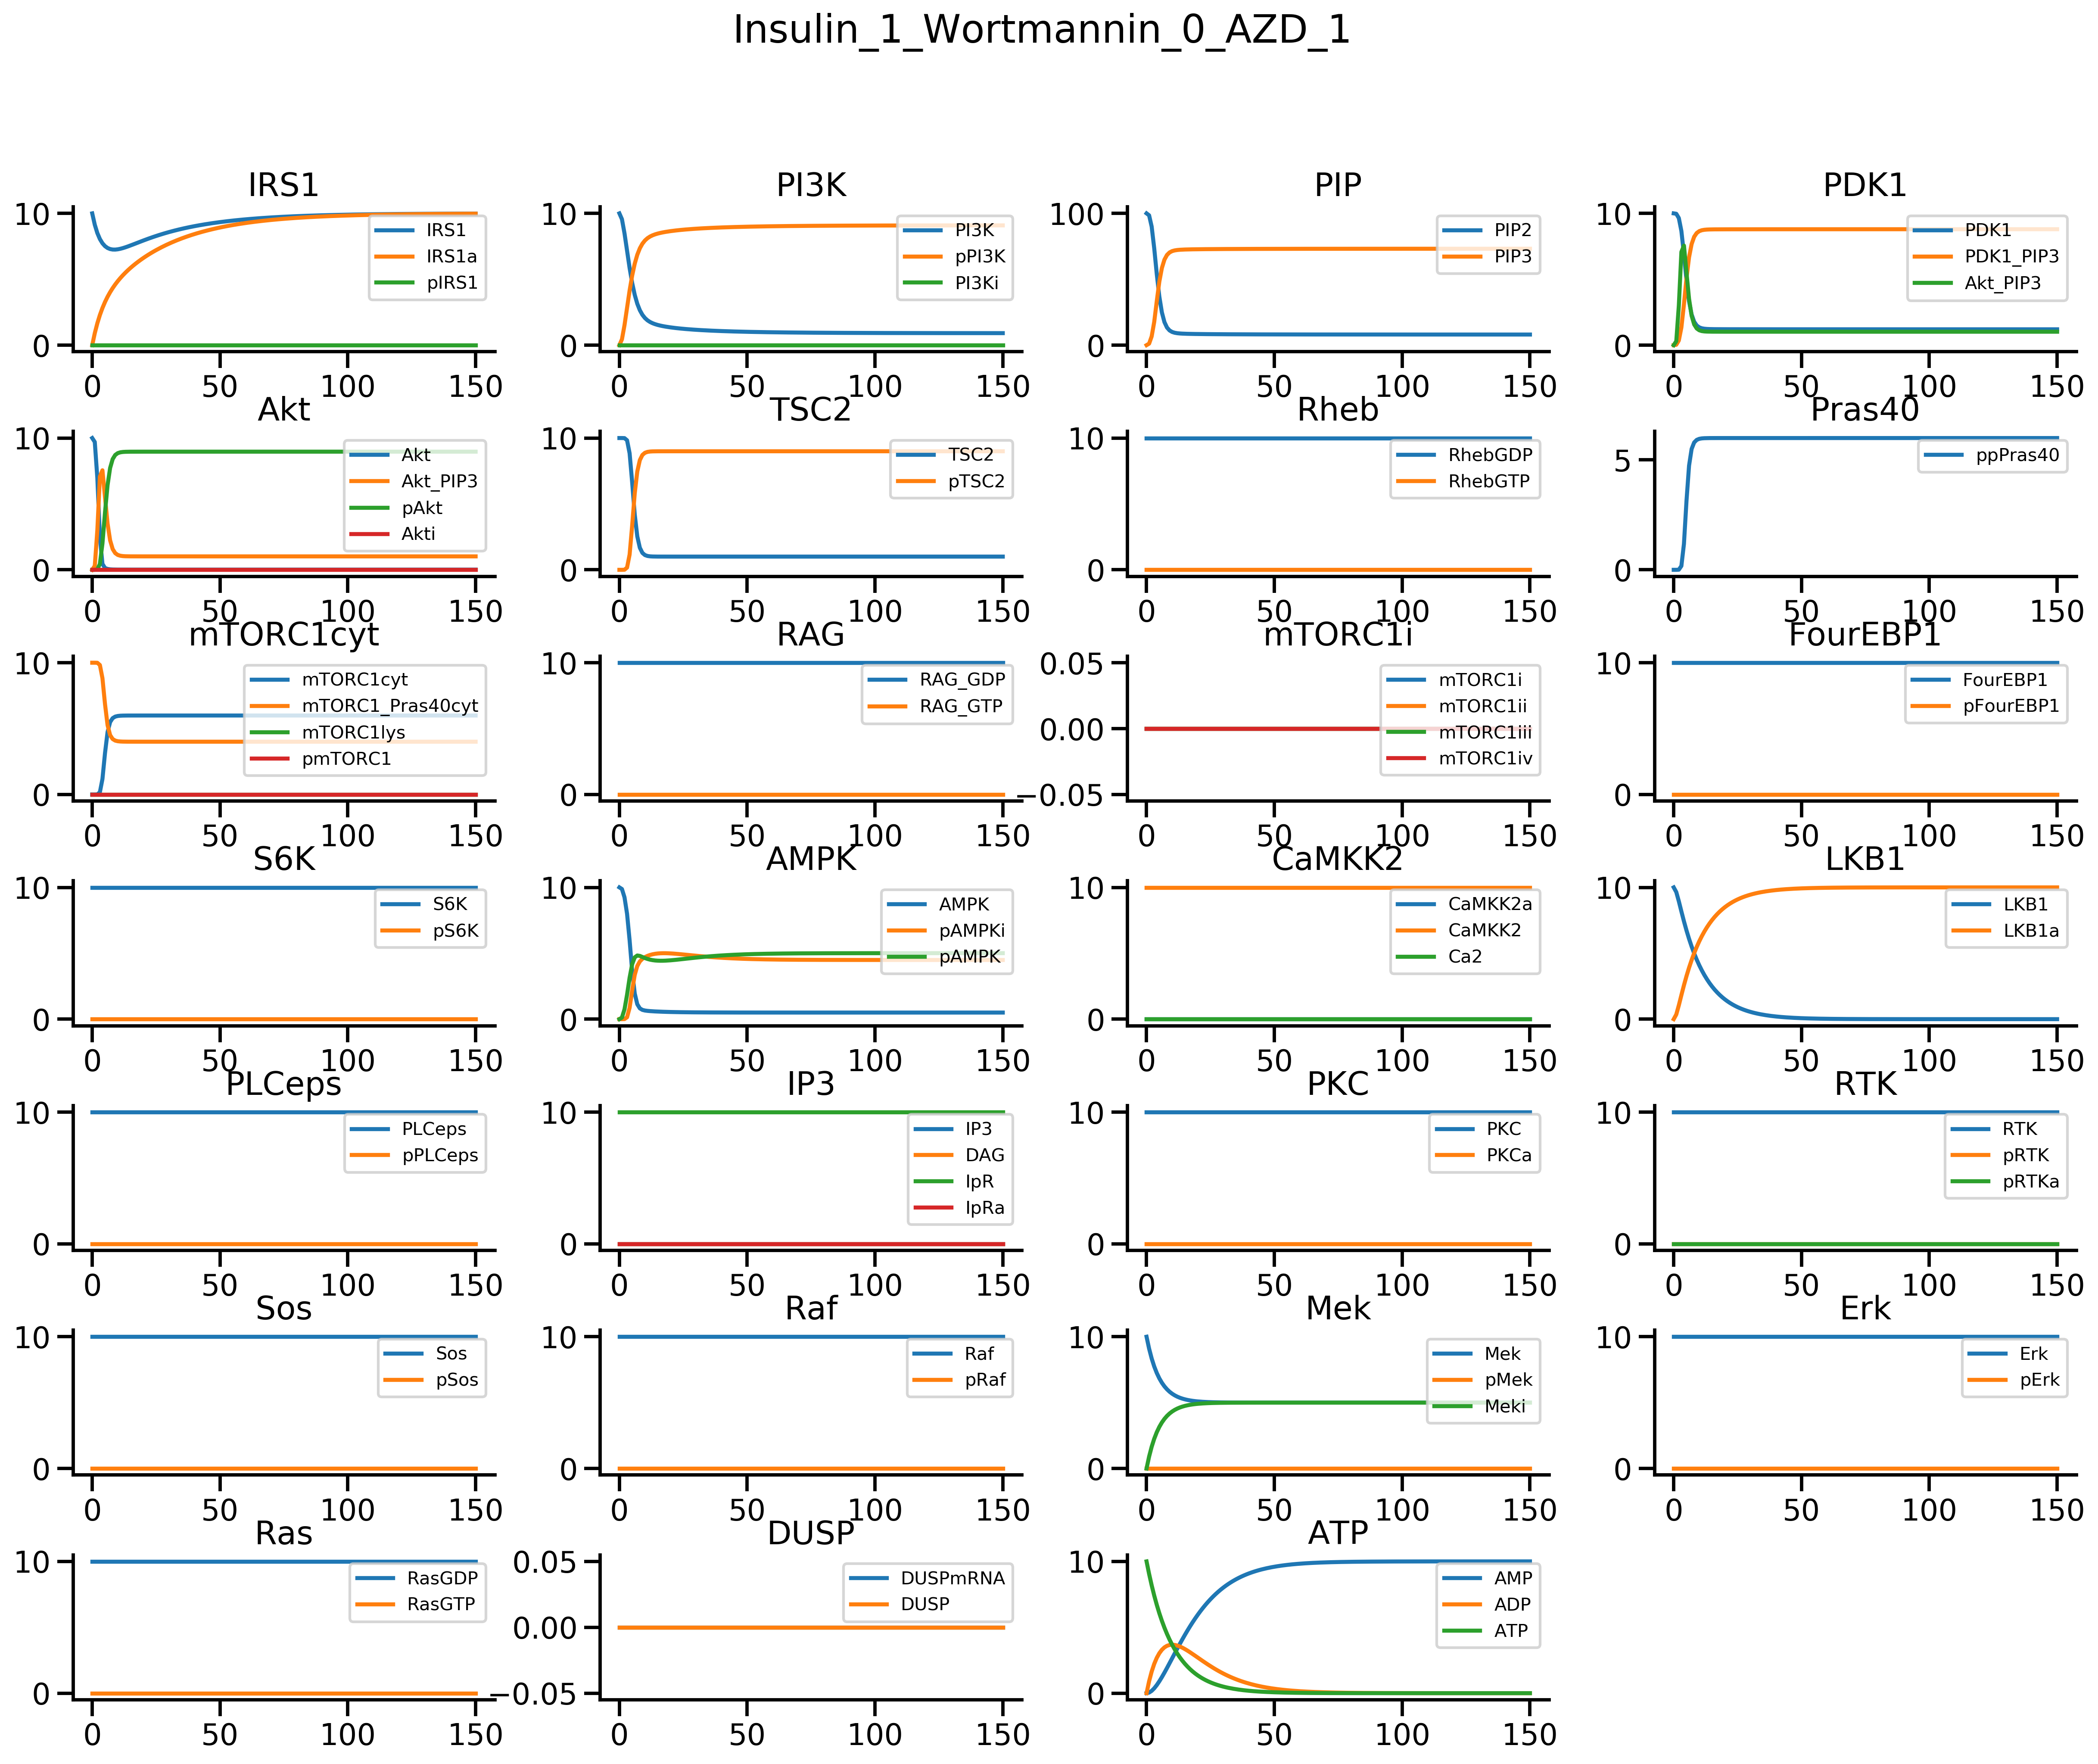 Insulin_1_Wortmannin_0_AZD_1
IRS1
10
0
0 50 100 150
IRS1
IRS1a
pIRS1
PI3K
10
0
0 50 100 150
PI3K
pPI3K
PI3Ki
PIP
100
0
0 50 100 150
PIP2
PIP3
PDK1
10
0
0 50 100 150
PDK1
PDK1_PIP3
Akt_PIP3
Akt
10
0
0 50 100 150
Akt
Akt_PIP3
pAkt
Akti
TSC2
10
0
0 50 100 150
TSC2
pTSC2
Rheb
10
0
0 50 100 150
RhebGDP
RhebGTP
Pras40
5
0
0 50 100 150
ppPras40
mTORC1cyt
10
0
0 50 100 150
mTORC1cyt
mTORC1_Pras40cyt
mTORC1lys
pmTORC1
RAG
10
0
0 50 100 150
RAG_GDP
RAG_GTP
mTORC1i
0.05
0.00
−0.05
0 50 100 150
mTORC1i
mTORC1ii
mTORC1iii
mTORC1iv
FourEBP1
10
0
0 50 100 150
FourEBP1
pFourEBP1
S6K
10
0
0 50 100 150
S6K
pS6K
AMPK
10
0
0 50 100 150
AMPK
pAMPKi
pAMPK
CaMKK2
10
0
0 50 100 150
CaMKK2a
CaMKK2
Ca2
LKB1
10
0
0 50 100 150
LKB1
LKB1a
PLCeps
10
0
0 50 100 150
PLCeps
pPLCeps
IP3
10
0
0 50 100 150
IP3
DAG
IpR
IpRa
PKC
10
0
0 50 100 150
PKC
PKCa
RTK
10
0
0 50 100 150
RTK
pRTK
pRTKa
Sos
10
0
0 50 100 150
Sos
pSos
Raf
10
0
0 50 100 150
Raf
pRaf
Mek
10
0
0 50 100 150
Mek
pMek
Meki
Erk
10
0
0 50 100 150
Erk
pErk
Ras
10
0
0 50 100 150
RasGDP
RasGTP
DUSP
0.05
0.00
−0.05
0 50 100 150
DUSPmRNA
DUSP
ATP
10
0
0 50 100 150
AMP
ADP
ATP